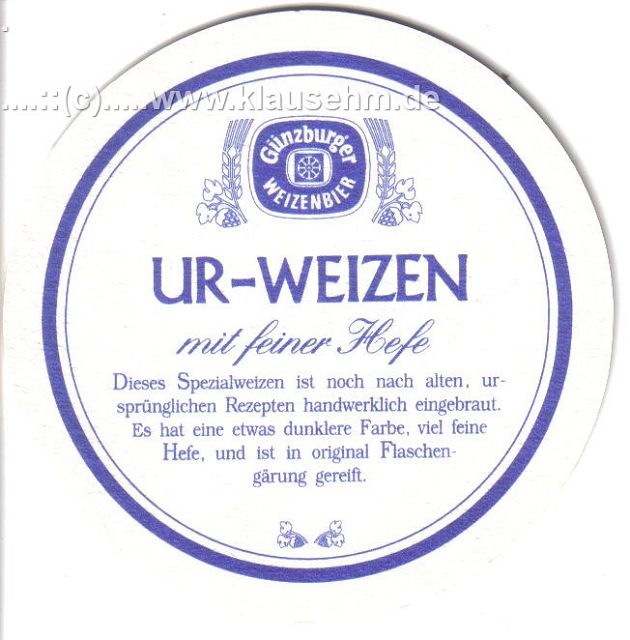 ....::(c).....www.klausehm.de
Günzburger
WEIZENBIER
UR-WEIZEN
mit feiner Hefe
Dieses Spezialweizen ist noch nach alten, ur-
sprünglichen Rezepten handwerklich eingebraut.
Es hat eine etwas dunklere Farbe, viel feine
Hefe, und ist in original Flaschen-
gärung gereift.